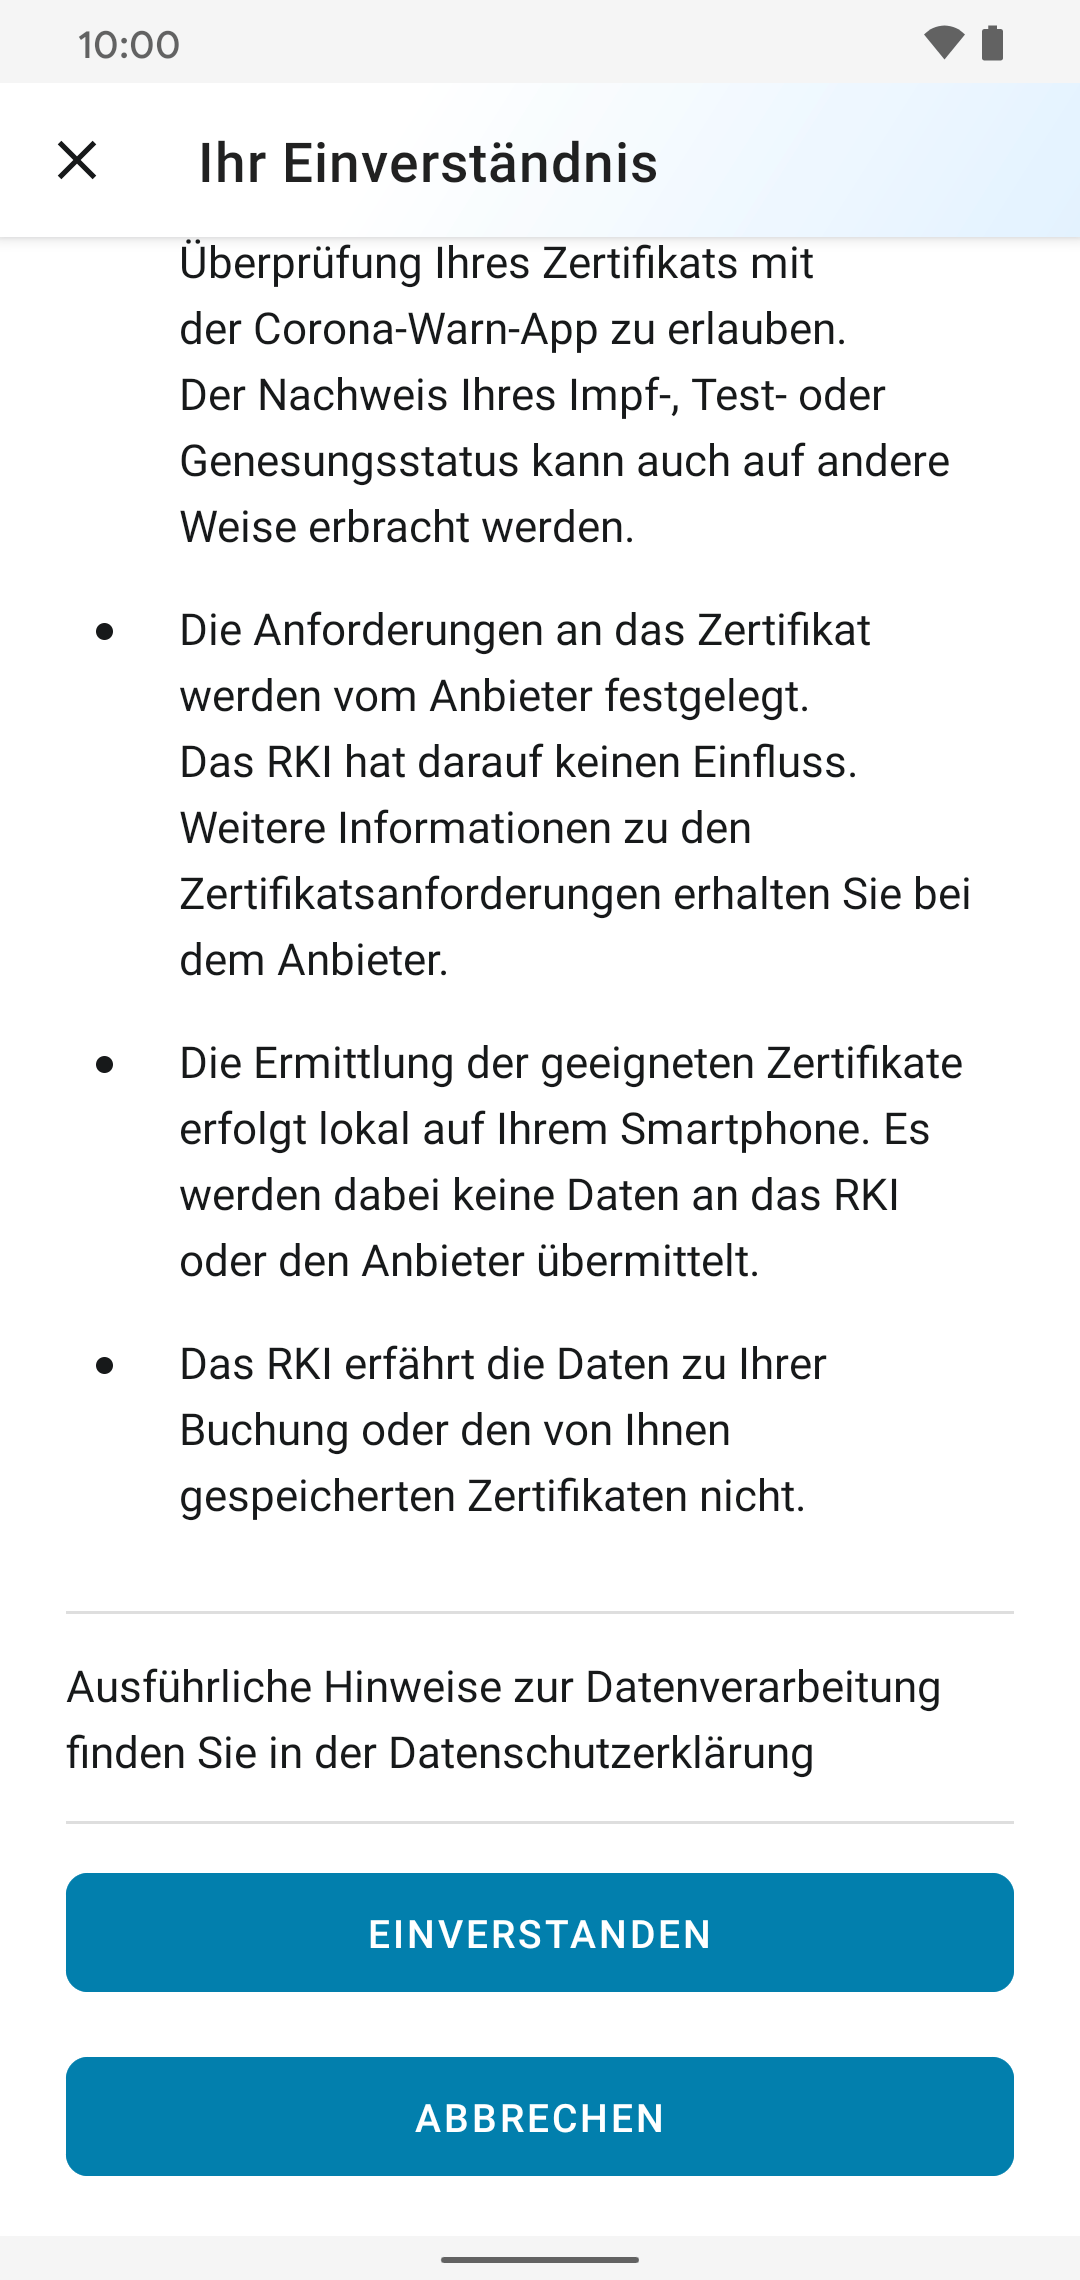 10:00
Ihr Einverständnis
Überprüfung Ihres Zertifikats mit
der Corona-Warn-App zu erlauben.
Der Nachweis Ihres Impf-, Test- oder
Genesungsstatus kann auch auf andere
Weise erbracht werden.
• Die Anforderungen an das Zertifikat
werden vom Anbieter festgelegt.
Das RKI hat darauf keinen Einfluss.
Weitere Informationen zu den
Zertifikatsanforderungen erhalten Sie bei
dem Anbieter.
• Die Ermittlung der geeigneten Zertifikate
erfolgt lokal auf Ihrem Smartphone. Es
werden dabei keine Daten an das RKI
oder den Anbieter übermittelt.
• Das RKI erfährt die Daten zu Ihrer
Buchung oder den von Ihnen
gespeicherten Zertifikaten nicht.
Ausführliche Hinweise zur Datenverarbeitung
finden Sie in der Datenschutzerklärung
EINVERSTANDEN
ABBRECHEN